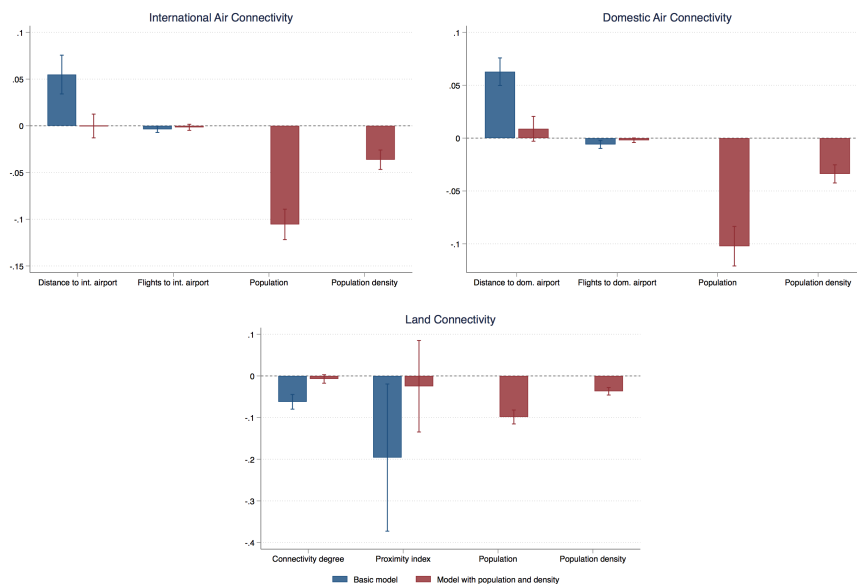 International Air Connectivity
.1
.05
0
-.05
-.1
-.15
Distance to int. airport Flights to int. airport Population Population density
Domestic Air Connectivity
.1
.05
0
-.05
-.1
Distance to dom. airport Flights to dom. airport Population Population density
Land Connectivity
.1
0
-.1
-.2
-.3
-.4
Connectivity degree Proximity index Population Population density
Basic model Model with population and density